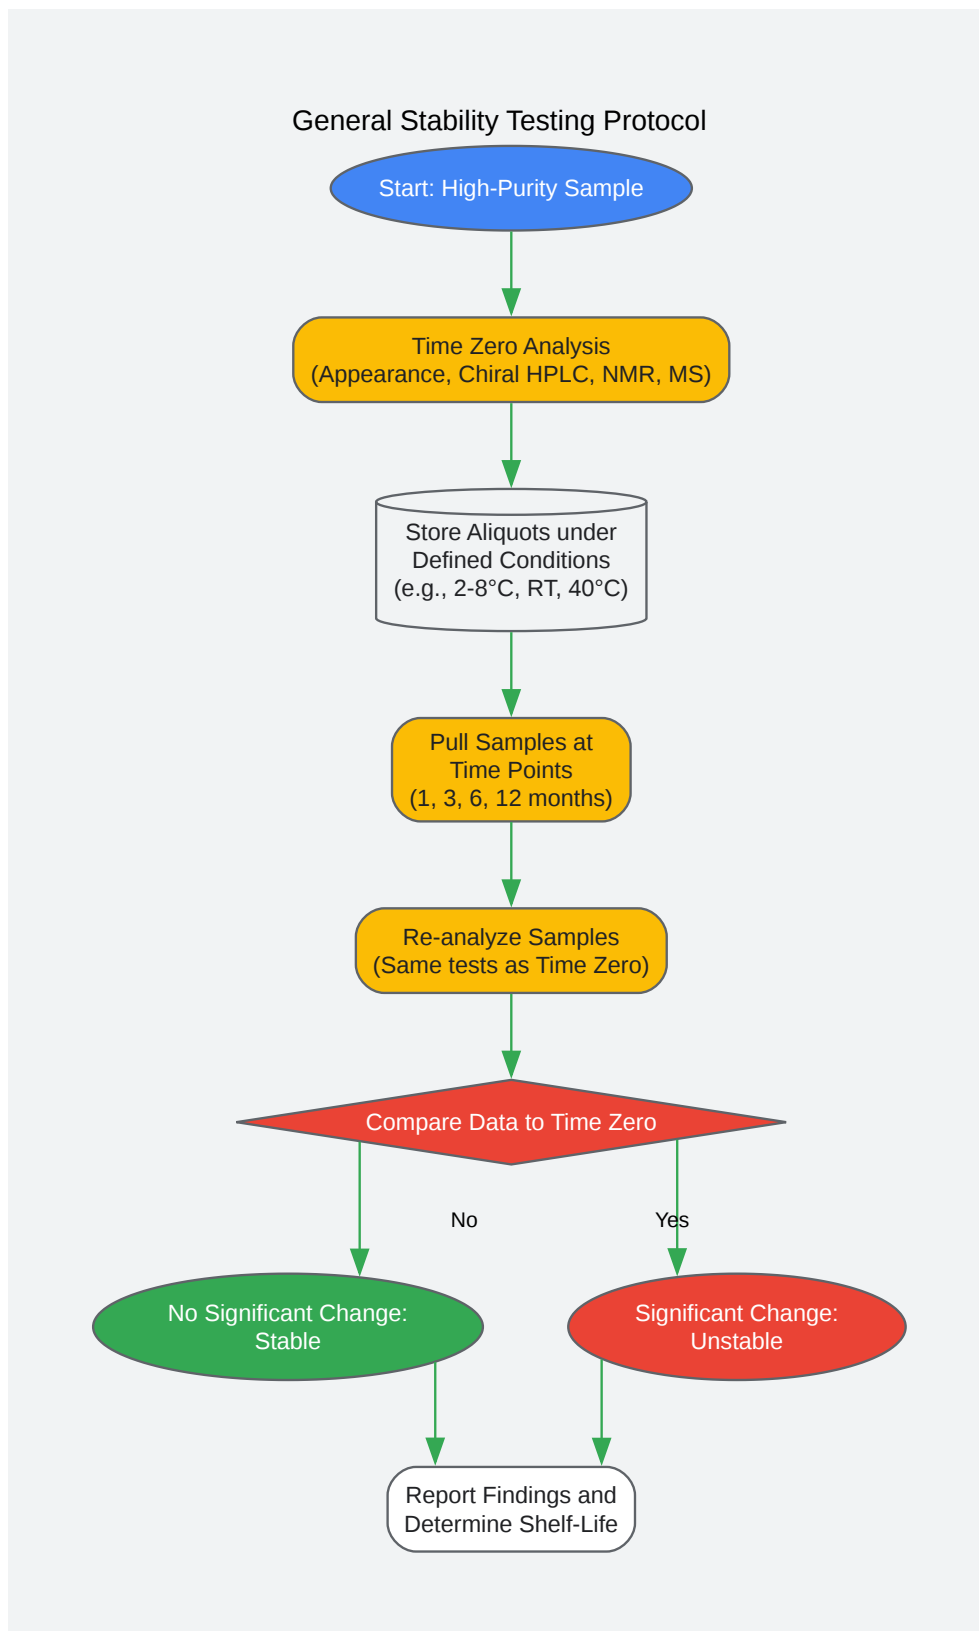 General Stability Testing Protocol
Start: High-Purity Sample
Time Zero Analysis
(Appearance, Chiral HPLC, NMR, MS)
Store Aliquots under
Defined Conditions
(e.g., 2-8°C, RT, 40°C)
Pull Samples at
Time Points
(1, 3, 6, 12 months)
Re-analyze Samples
(Same tests as Time Zero)
Compare Data to Time Zero
No
Yes
No Significant Change:
Stable
Significant Change:
Unstable
Report Findings and
Determine Shelf-Life